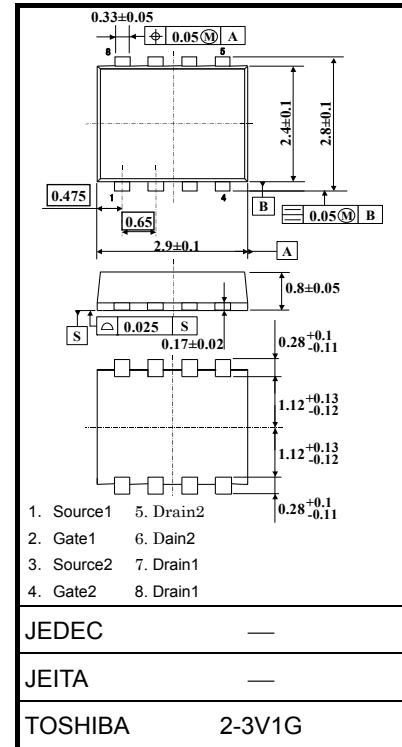 0.33±0.05
⌖ 0.05Ⓜ A
8 5
2.4±0.1
2.8±0.1
0.475
1 4
B
0.65
⌯ 0.05Ⓜ B
2.9±0.1
A
0.8±0.05
S
⌓ 0.025 S
0.17±0.02
0.28 +0.1 -0.11
1.12 +0.13 -0.12
1.12 +0.13 -0.12
0.28 +0.1 -0.11
1. Source1 5. Drain2
2. Gate1 6. Dain2
3. Source2 7. Drain1
4. Gate2 8. Drain1
JEDEC —
JEITA —
TOSHIBA 2-3V1G